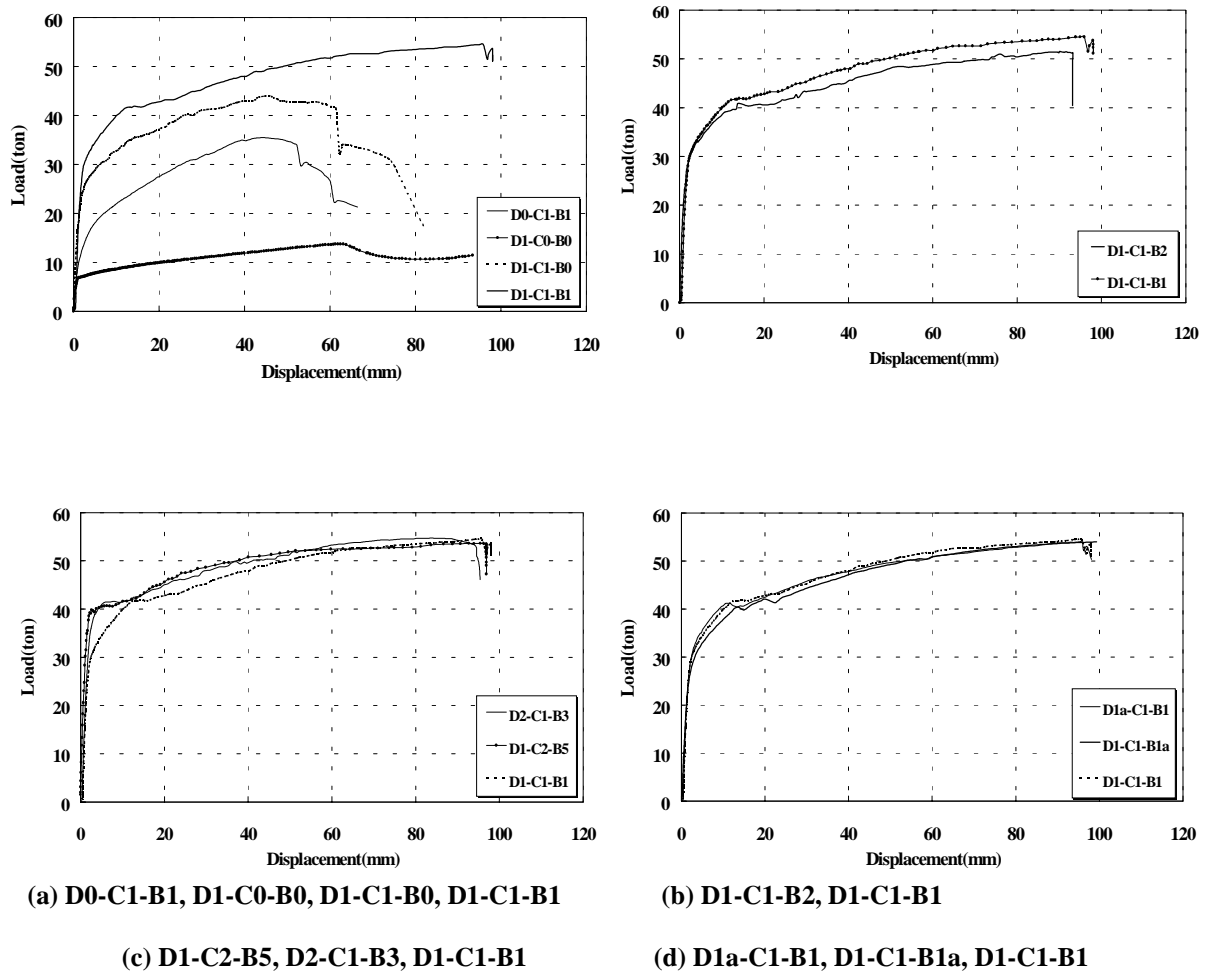 60
50
40
30
20
10
0
Load(ton)
0 20 40 60 80 100 120
Displacement(mm)
D0-C1-B1
D1-C0-B0
D1-C1-B0
D1-C1-B1
60
50
40
30
20
10
0
Load(ton)
0 20 40 60 80 100 120
Displacement(mm)
D1-C1-B2
D1-C1-B1
60
50
40
30
20
10
0
Load(ton)
0 20 40 60 80 100 120
Displacement(mm)
D2-C1-B3
D1-C2-B5
D1-C1-B1
60
50
40
30
20
10
0
Load(ton)
0 20 40 60 80 100 120
Displacement(mm)
D1a-C1-B1
D1-C1-B1a
D1-C1-B1
(a) D0-C1-B1, D1-C0-B0, D1-C1-B0, D1-C1-B1
(b) D1-C1-B2, D1-C1-B1
(c) D1-C2-B5, D2-C1-B3, D1-C1-B1
(d) D1a-C1-B1, D1-C1-B1a, D1-C1-B1